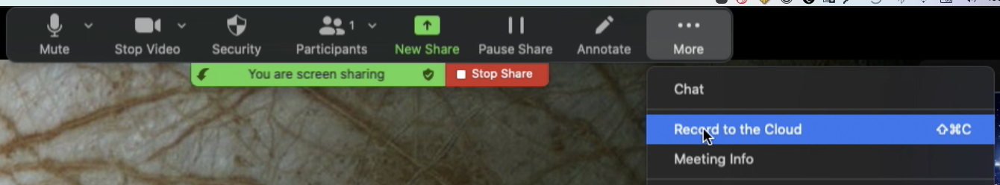 Mute
Stop Video
Security
Participants
1
New Share
Pause Share
Annotate
More
You are screen sharing
Stop Share
Chat
Record to the Cloud ⇧⌘C
Meeting Info